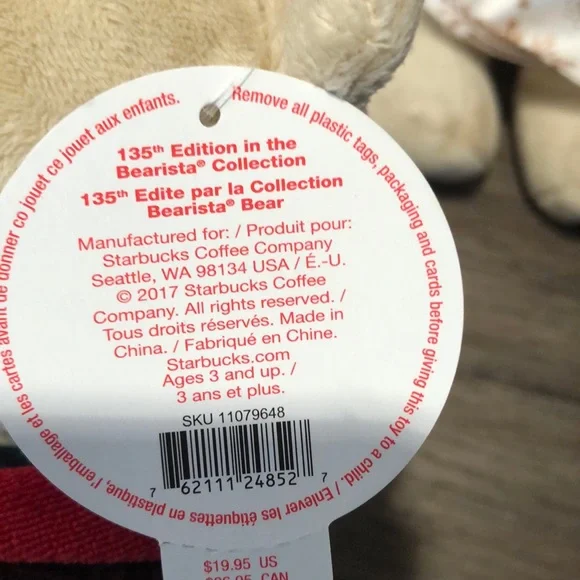 Remove all plastic tags, packaging and cards before giving this toy to a child. / Enlever les étiquettes en plastique, l'emballage et les cartes avant de donner co jouet ce jouet aux enfants.
135th Edition in the
Bearista® Collection
135th Edite par la Collection
Bearista® Bear
Manufactured for: / Produit pour:
Starbucks Coffee Company
Seattle, WA 98134 USA / É.-U.
© 2017 Starbucks Coffee
Company. All rights reserved. /
Tous droits réservés. Made in
China. / Fabriqué en Chine.
Starbucks.com
Ages 3 and up. /
3 ans et plus.
SKU 11079648
7 62111 24852 7
$19.95 US
CAN